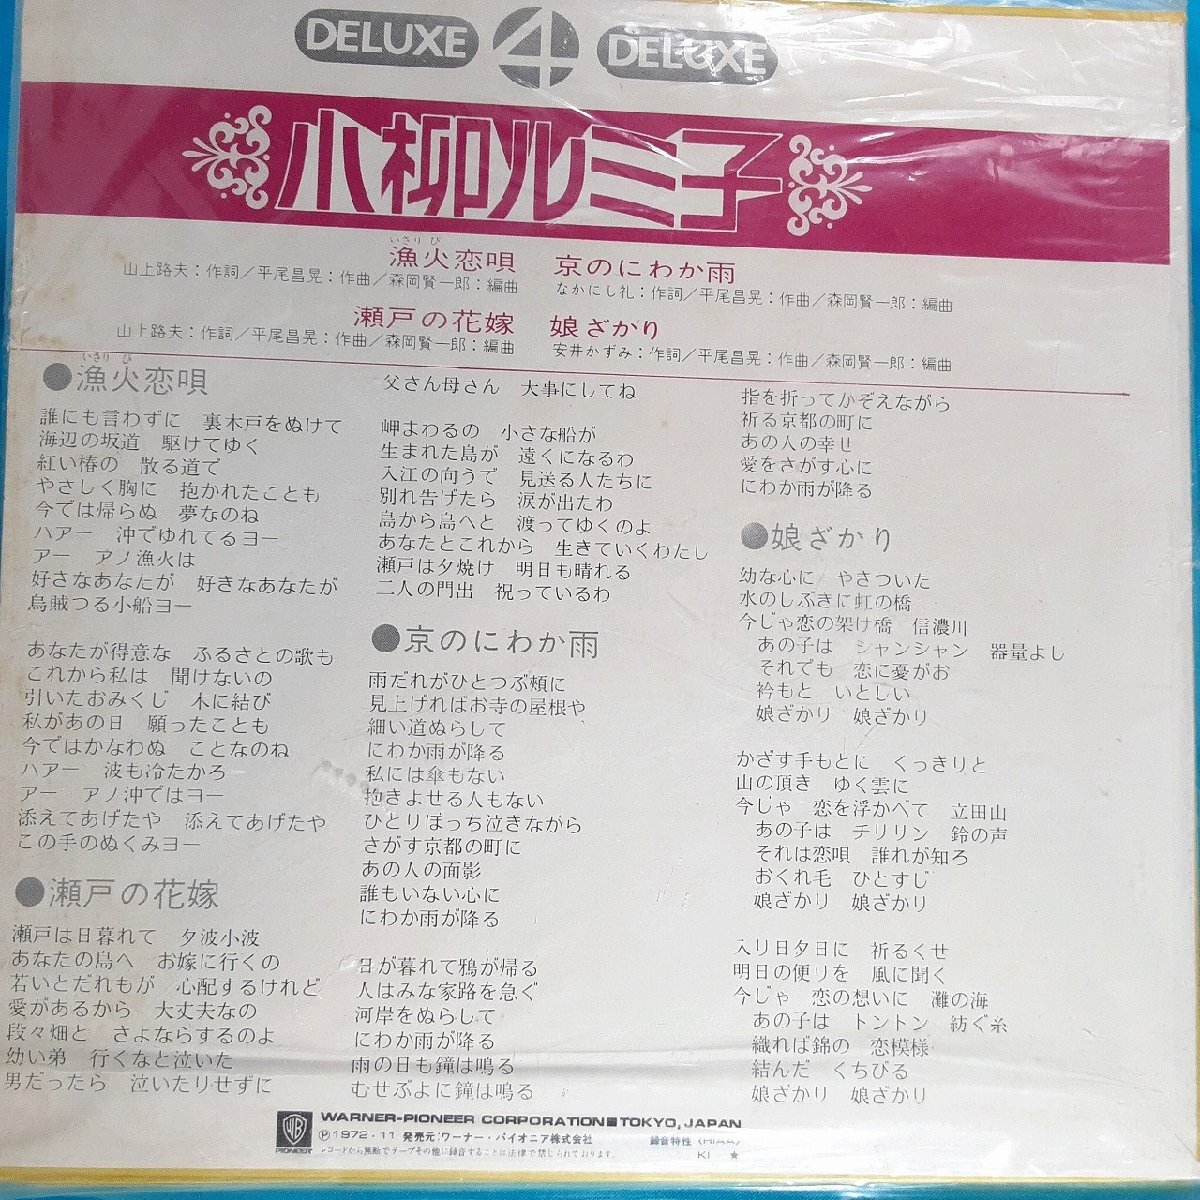 DELUXE 4 DELUXE
小柳ルミ子
いさりび
漁火恋唄
山上路夫：作詞／平尾昌晃：作曲／森岡賢一郎：編曲
京のにわか雨
なかにし礼：作詞／平尾昌晃：作曲／森岡賢一郎：編曲
瀬戸の花嫁
山上路夫：作詞／平尾昌晃：作曲／森岡賢一郎：編曲
娘ざかり
安井かずみ：作詞／平尾昌晃：作曲／森岡賢一郎：編曲
いさりび
●漁火恋唄
誰にも言わずに 裏木戸をぬけて
海辺の坂道 駆けてゆく
紅い椿の 散る道で
やさしく胸に 抱かれたことも
今では帰らぬ 夢なのね
ハアー 沖でゆれてるヨー
アー アノ漁火は
好さなあなたが 好きなあなたが
烏賊つる小船ヨー
あなたが得意な ふるさとの歌も
これから私は 聞けないの
引いたおみくじ 木に結び
私があの日 願ったことも
今ではかなわぬ ことなのね
ハアー 波も冷たかろ
アー アノ沖ではヨー
添えてあげたや 添えてあげたや
この手のぬくみヨー
●瀬戸の花嫁
瀬戸は日暮れて 夕波小波
あなたの島へ お嫁に行くの
若いとだれもが 心配するけれど
愛があるから 大丈夫なの
段々畑と さよならするのよ
幼い弟 行くなと泣いた
男だったら 泣いたりせずに
父さん母さん 大事にしてね
岬まわるの 小さな船が
生まれた島が 遠くになるわ
入江の向うで 見送る人たちに
別れ告げたら 涙が出たわ
島から島へと 渡ってゆくのよ
あなたとこれから 生きていくわたし
瀬戸は夕焼け 明日も晴れる
二人の門出 祝っているわ
●京のにわか雨
雨だれがひとつぶ頬に
見上げればお寺の屋根や
細い道ぬらして
にわか雨が降る
私には傘もない
抱きよせる人もない
ひとりぼっち泣きながら
さがす京都の町に
あの人の面影
誰もいない心に
にわか雨が降る
日が暮れて鴉が帰る
人はみな家路を急ぐ
河岸をぬらして
にわか雨が降る
雨の日も鐘は鳴る
むせぶよに鐘は鳴る
指を折ってかぞえながら
祈る京都の町に
あの人の幸せ
愛をさがす心に
にわか雨が降る
●娘ざかり
幼な心に やさついた
水のしぶきに虹の橋
今じゃ恋の架け橋 信濃川
あの子は シャンシャン 器量よし
それでも 恋に憂がお
衿もと いとしい
娘ざかり 娘ざかり
かざす手もとに くっきりと
山の頂き ゆく雲に
今じゃ 恋を浮かべて 立田山
あの子は チリリン 鈴の声
それは恋唄 誰れが知ろ
おくれ毛 ひとすじ
娘ざかり 娘ざかり
入り日夕日に 祈るくせ
明日の便りを 風に聞く
今じゃ 恋の想いに 灘の海
あの子は トントン 紡ぐ糸
織れば錦の 恋模様
結んだ くちびる
娘ざかり 娘ざかり
WB PIONEER
WARNER-PIONEER CORPORATION■TOKYO, JAPAN
Ⓟ1972・11 発売元：ワーナー・パイオニア株式会社 録音特性 (RIAA)
レコードから無断でテープその他に録音することは法律で禁じられております。 KI ★